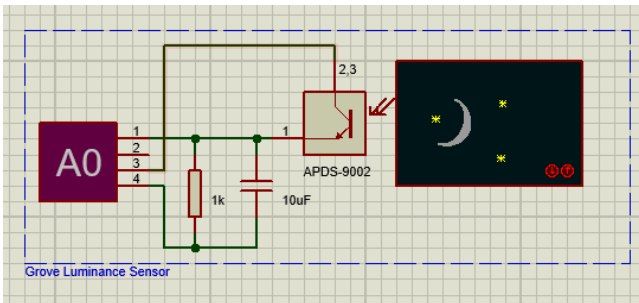 2,3
1
2
3
4
A0
1
APDS-9002
1k
10uF
Grove Luminance Sensor